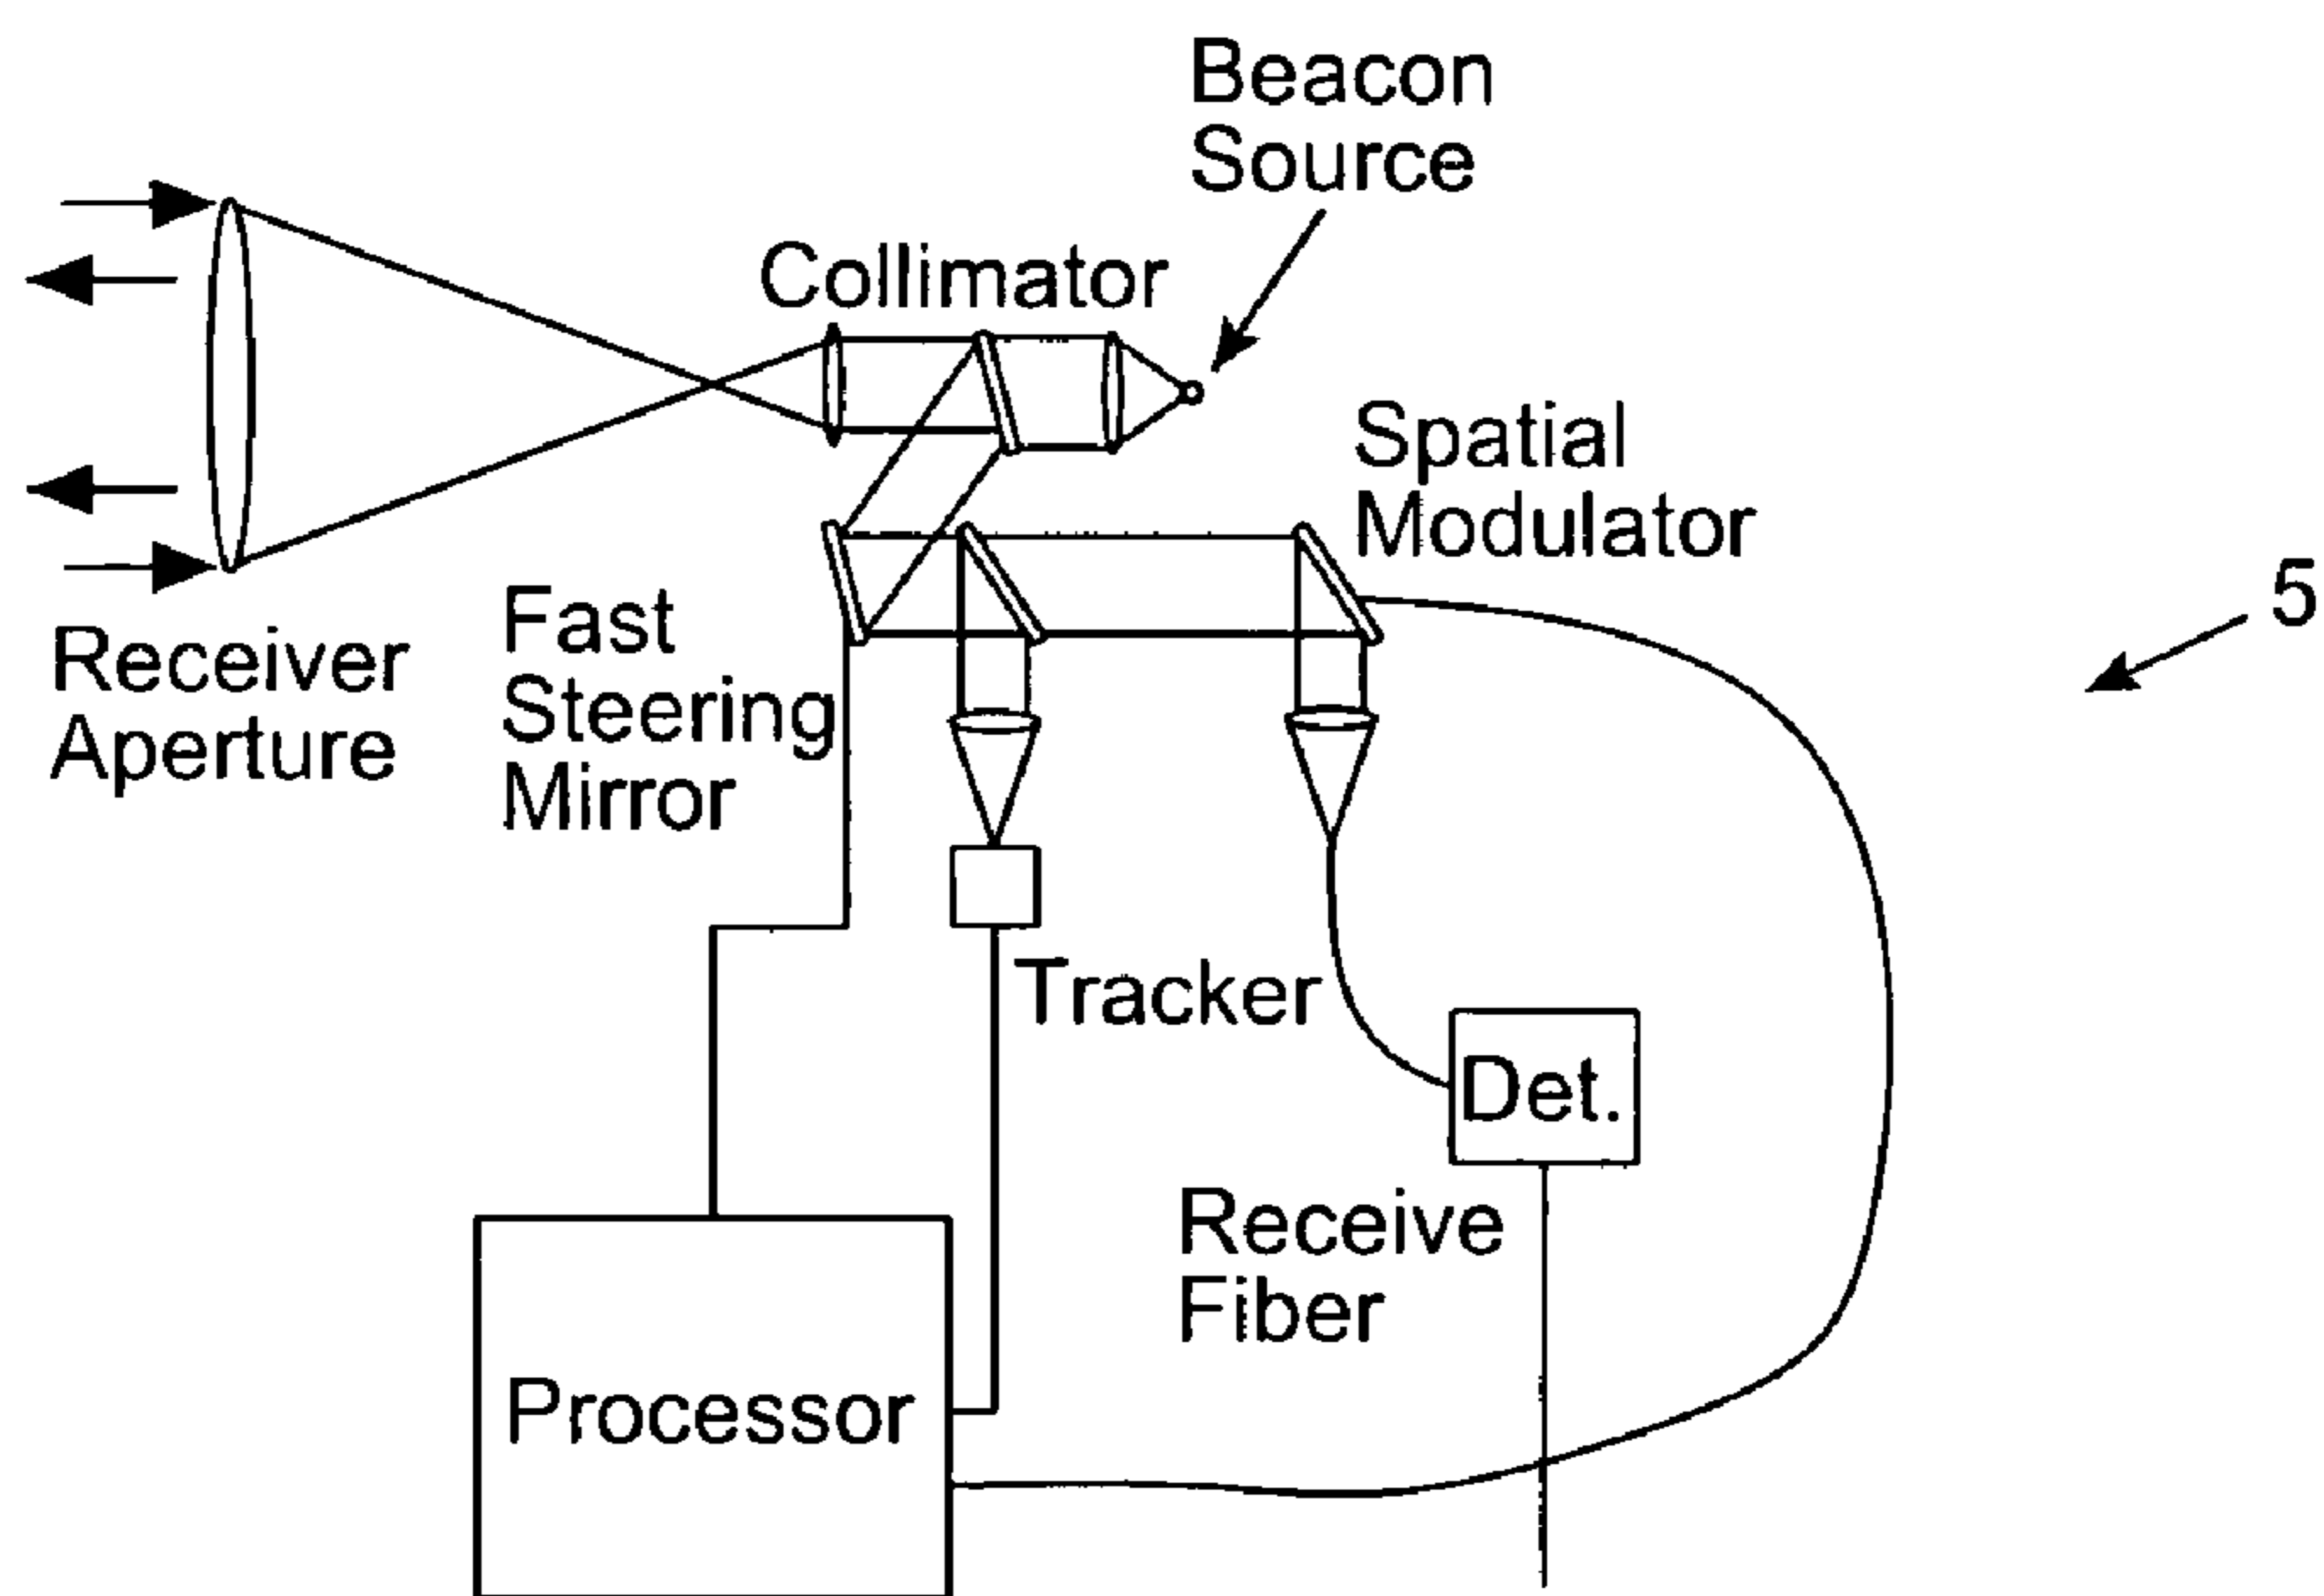 Beacon
Source
Collimator
Spatial
Modulator
5
Receiver
Aperture
Fast
Steering
Mirror
Tracker
Det.
Receive
Fiber
Processor